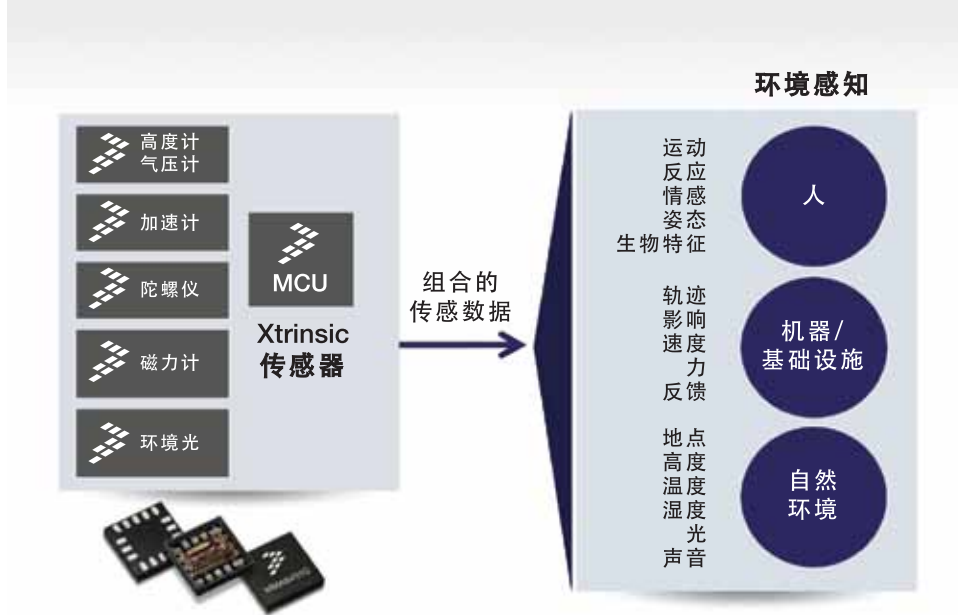 环境感知
高度计
气压计
加速计
陀螺仪
磁力计
环境光
MCU
Xtrinsic
传感器
组合的
传感数据
运动
反应
情感
姿态
生物特征
人
轨迹
影响
速度
力
反馈
机器/
基础设施
地点
高度
温度
湿度
光
声音
自然
环境